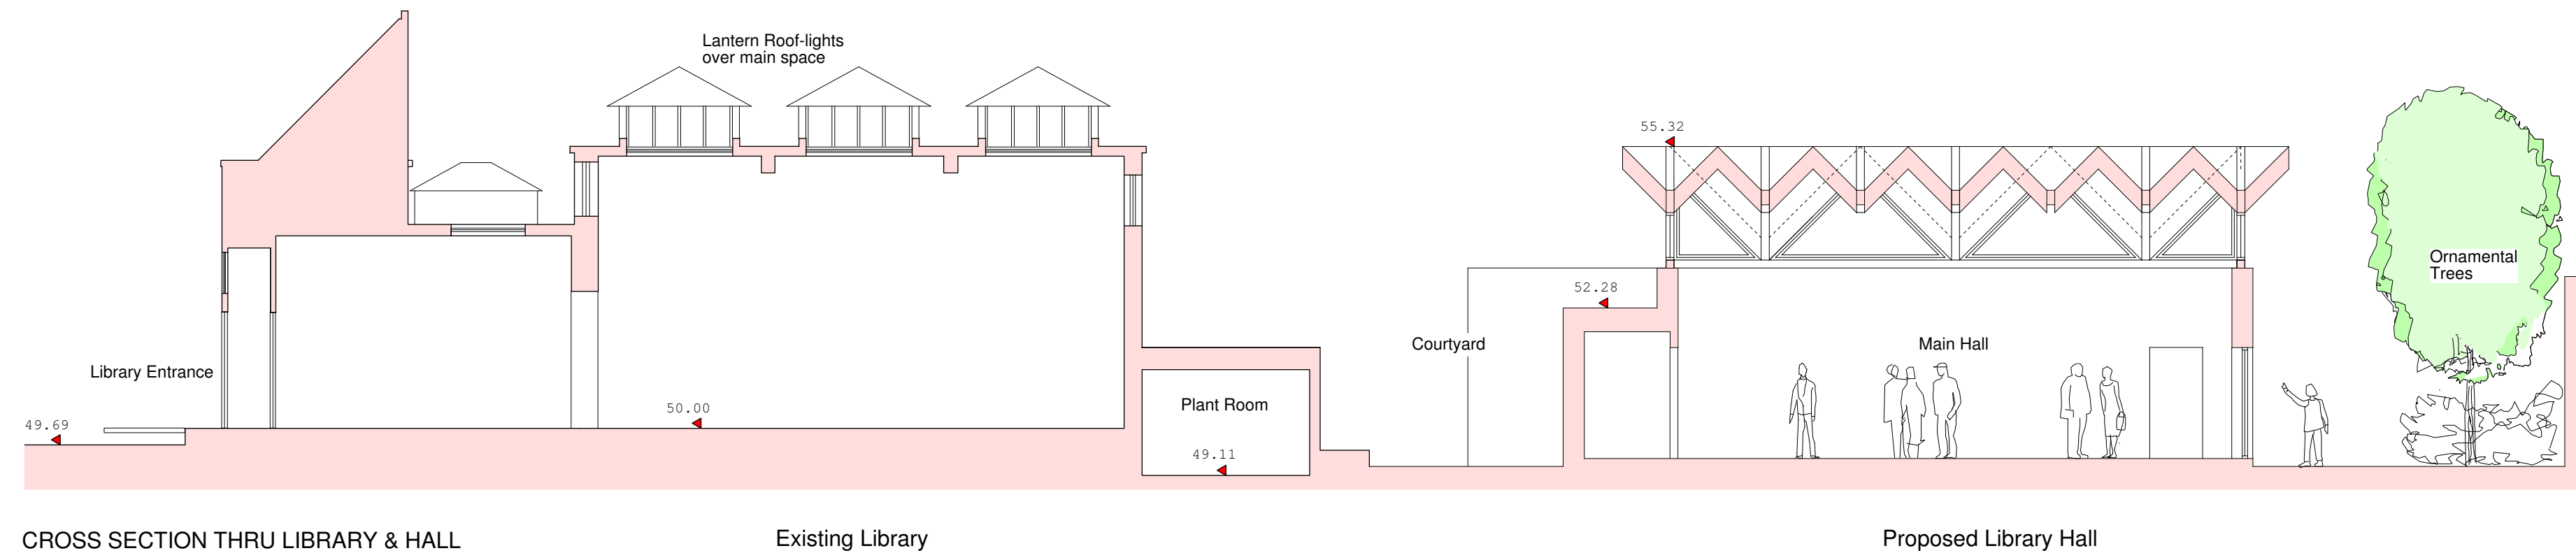 Lantern Roof-lights
over main space
55.32
Ornamental
Trees
52.28
Courtyard
Main Hall
Library Entrance
Plant Room
50.00
49.69
49.11
CROSS SECTION THRU LIBRARY & HALL
Existing Library
Proposed Library Hall